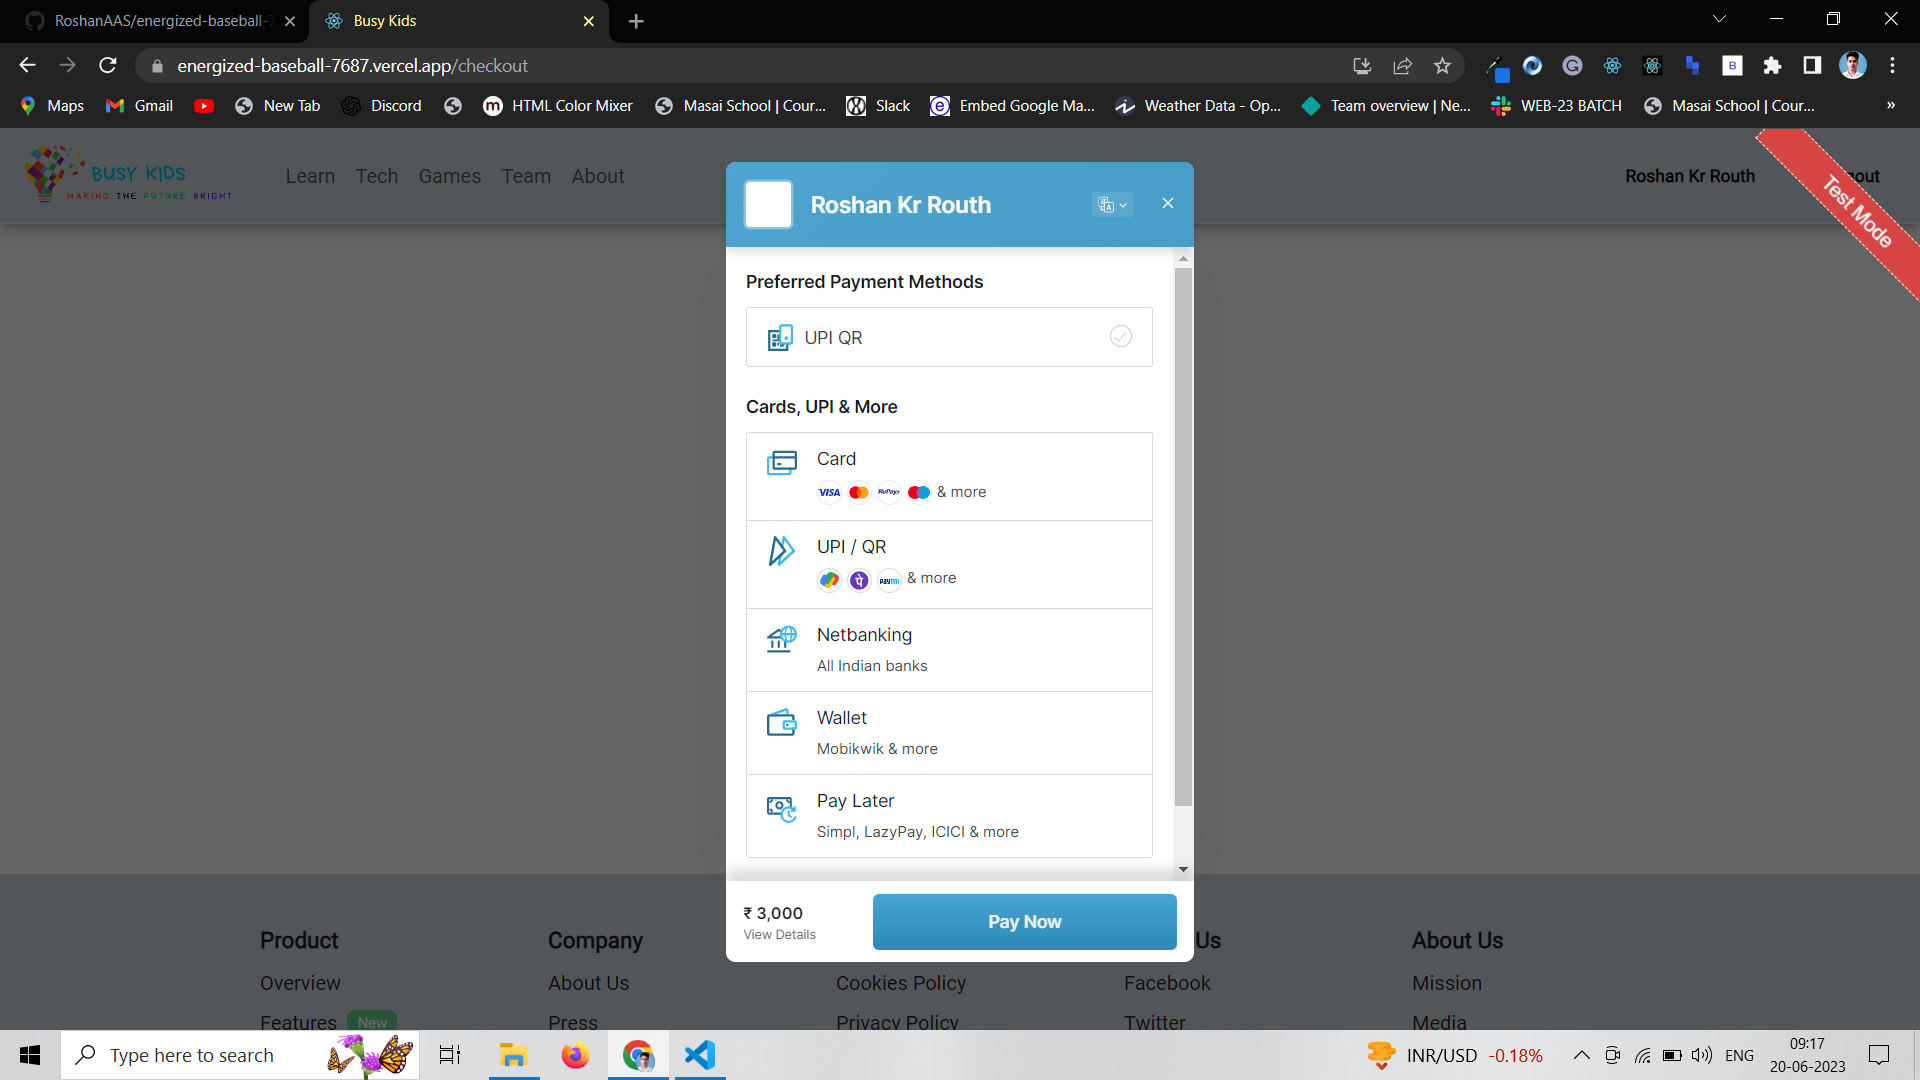 RoshanAAS/energized-baseball-7
Busy Kids
energized-baseball-7687.vercel.app/checkout
Maps
Gmail
New Tab
Discord
HTML Color Mixer
Masai School | Cour...
Slack
Embed Google Ma...
Weather Data - Op...
Team overview | Ne...
WEB-23 BATCH
Masai School | Cour...
»
BUSY KIDS
MAKING THE FUTURE BRIGHT
Learn
Tech
Games
Team
About
Roshan Kr Routh
out
Test Mode
Roshan Kr Routh
Preferred Payment Methods
UPI QR
Cards, UPI & More
Card
VISA RuPay & more
UPI / QR
पे paytm & more
Netbanking
All Indian banks
Wallet
Mobikwik & more
Pay Later
Simpl, LazyPay, ICICI & more
₹ 3,000
View Details
Pay Now
Product
Company
Us
About Us
Overview
About Us
Cookies Policy
Facebook
Mission
Features New
Press
Privacy Policy
Twitter
Media
Type here to search
INR/USD -0.18%
ENG
09:17
20-06-2023